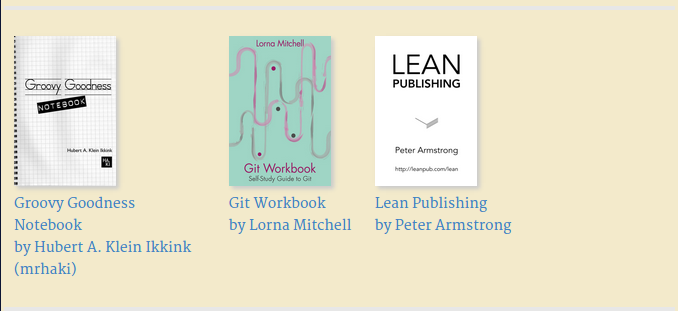 Groovy Goodness
NOTEBOOK
Hubert A. Klein Ikkink
HA
KI
Groovy Goodness
Notebook
by Hubert A. Klein Ikkink
(mrhaki)
Lorna Mitchell
Git Workbook
Self-Study Guide to Git
Git Workbook
by Lorna Mitchell
LEAN
PUBLISHING
Peter Armstrong
http://leanpub.com/lean
Lean Publishing
by Peter Armstrong